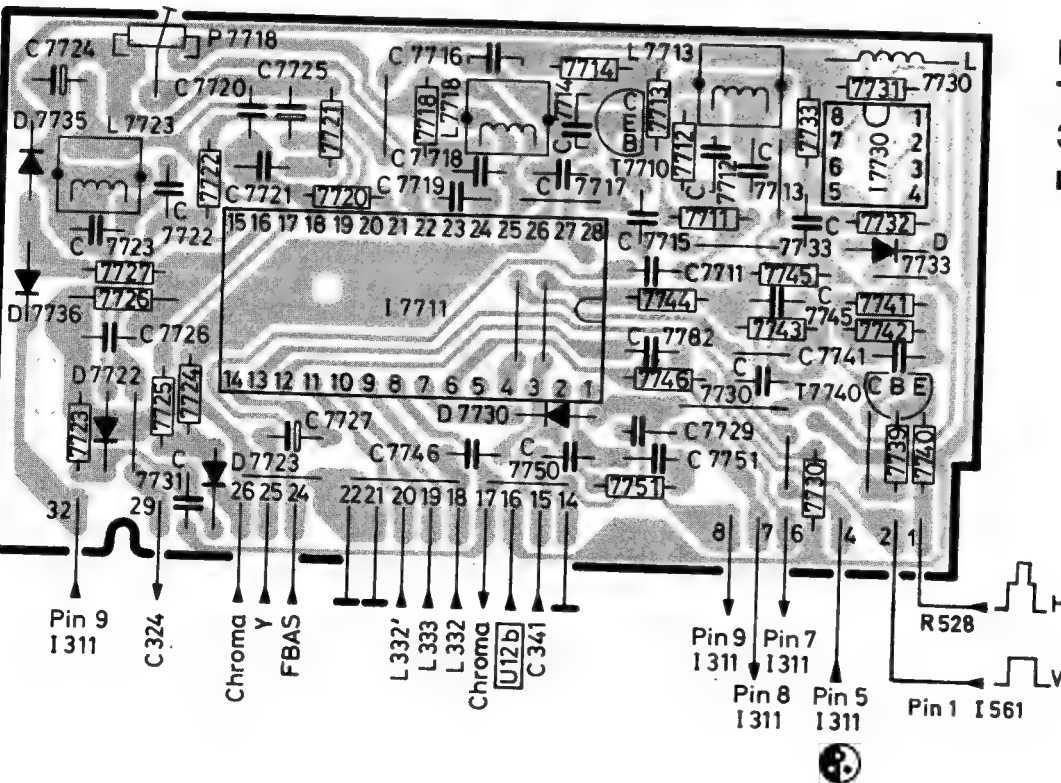 C 7724
P 7718
C 7716
L 7713
L
7714
7731
7730
C 7725
C 7720
D 7735
L 7723
7721
7718
L 7718
C 7714
C
E
B
7713
7733
8 1
7 2
6 3
5 4
I 7730
T 7710
7712
C 7712
C 7713
7722
C 7718
C 7721
7720
C 7719
C 7717
C 7722
C 7723
7711
7732
15 16 17 18 19 20 21 22 23 24 25 26 27 28
C 7715
C 7733
D 7733
7727
7726
C 7711
7745
D 7736
I 7711
7744
C 7745
7741
C 7726
7743
7742
C 7782
C 7741
D 7722
14 13 12 11 10 9 8 7 6 5 4 3 2 1
7746
C 7730
T 7740
C B E
7725
7724
D 7730
7723
C 7727
C 7729
7739
7740
C 7731
D 7723
C 7746
C 7750
C 7751
7751
7730
32 29 26 25 24 22 21 20 19 18 17 16 15 14 8 7 6 4 2 1
Pin 9
I 311
C 324
Chroma
Y
FBAS
L 332'
L 333
L 332
Chroma
U12b
C 341
Pin 9
I 311
Pin 7
I 311
Pin 8
I 311
Pin 5
I 311
R 528
H
V
Pin 1 I 561